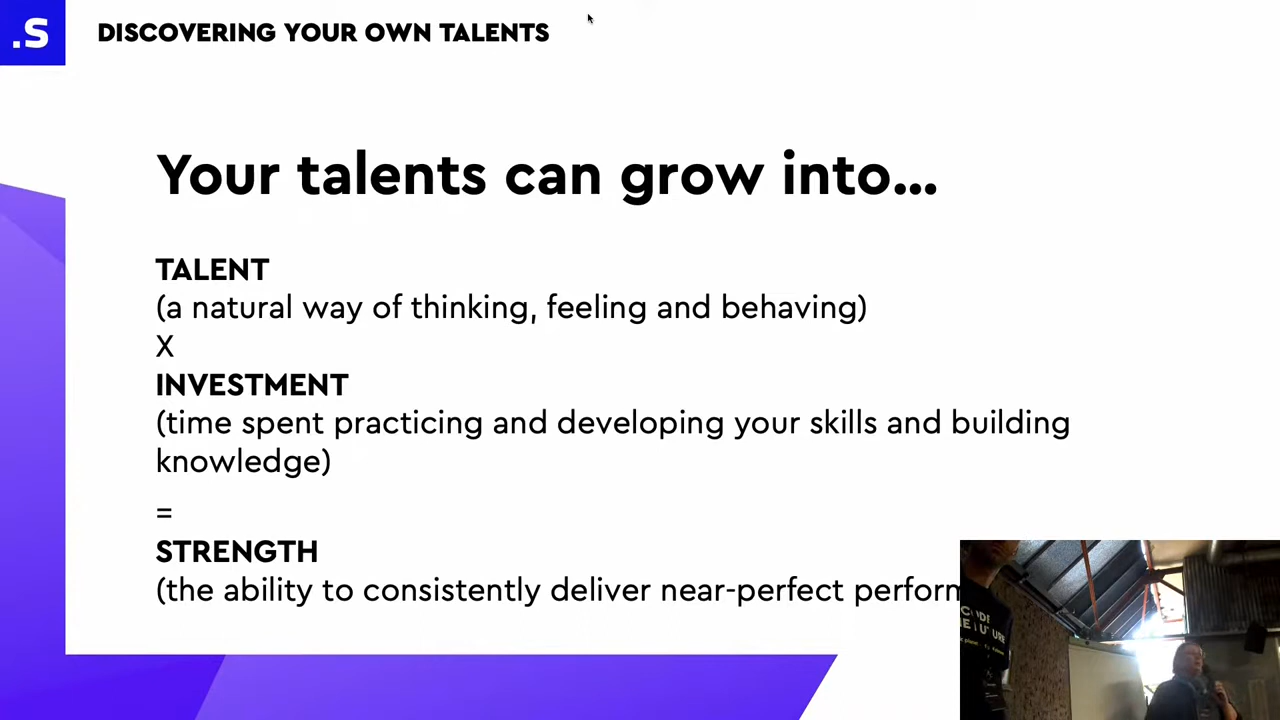 .S
DISCOVERING YOUR OWN TALENTS
Your talents can grow into...
TALENT
(a natural way of thinking, feeling and behaving)
X
INVESTMENT
(time spent practicing and developing your skills and building
knowledge)
=
STRENGTH
(the ability to consistently deliver near-perfect